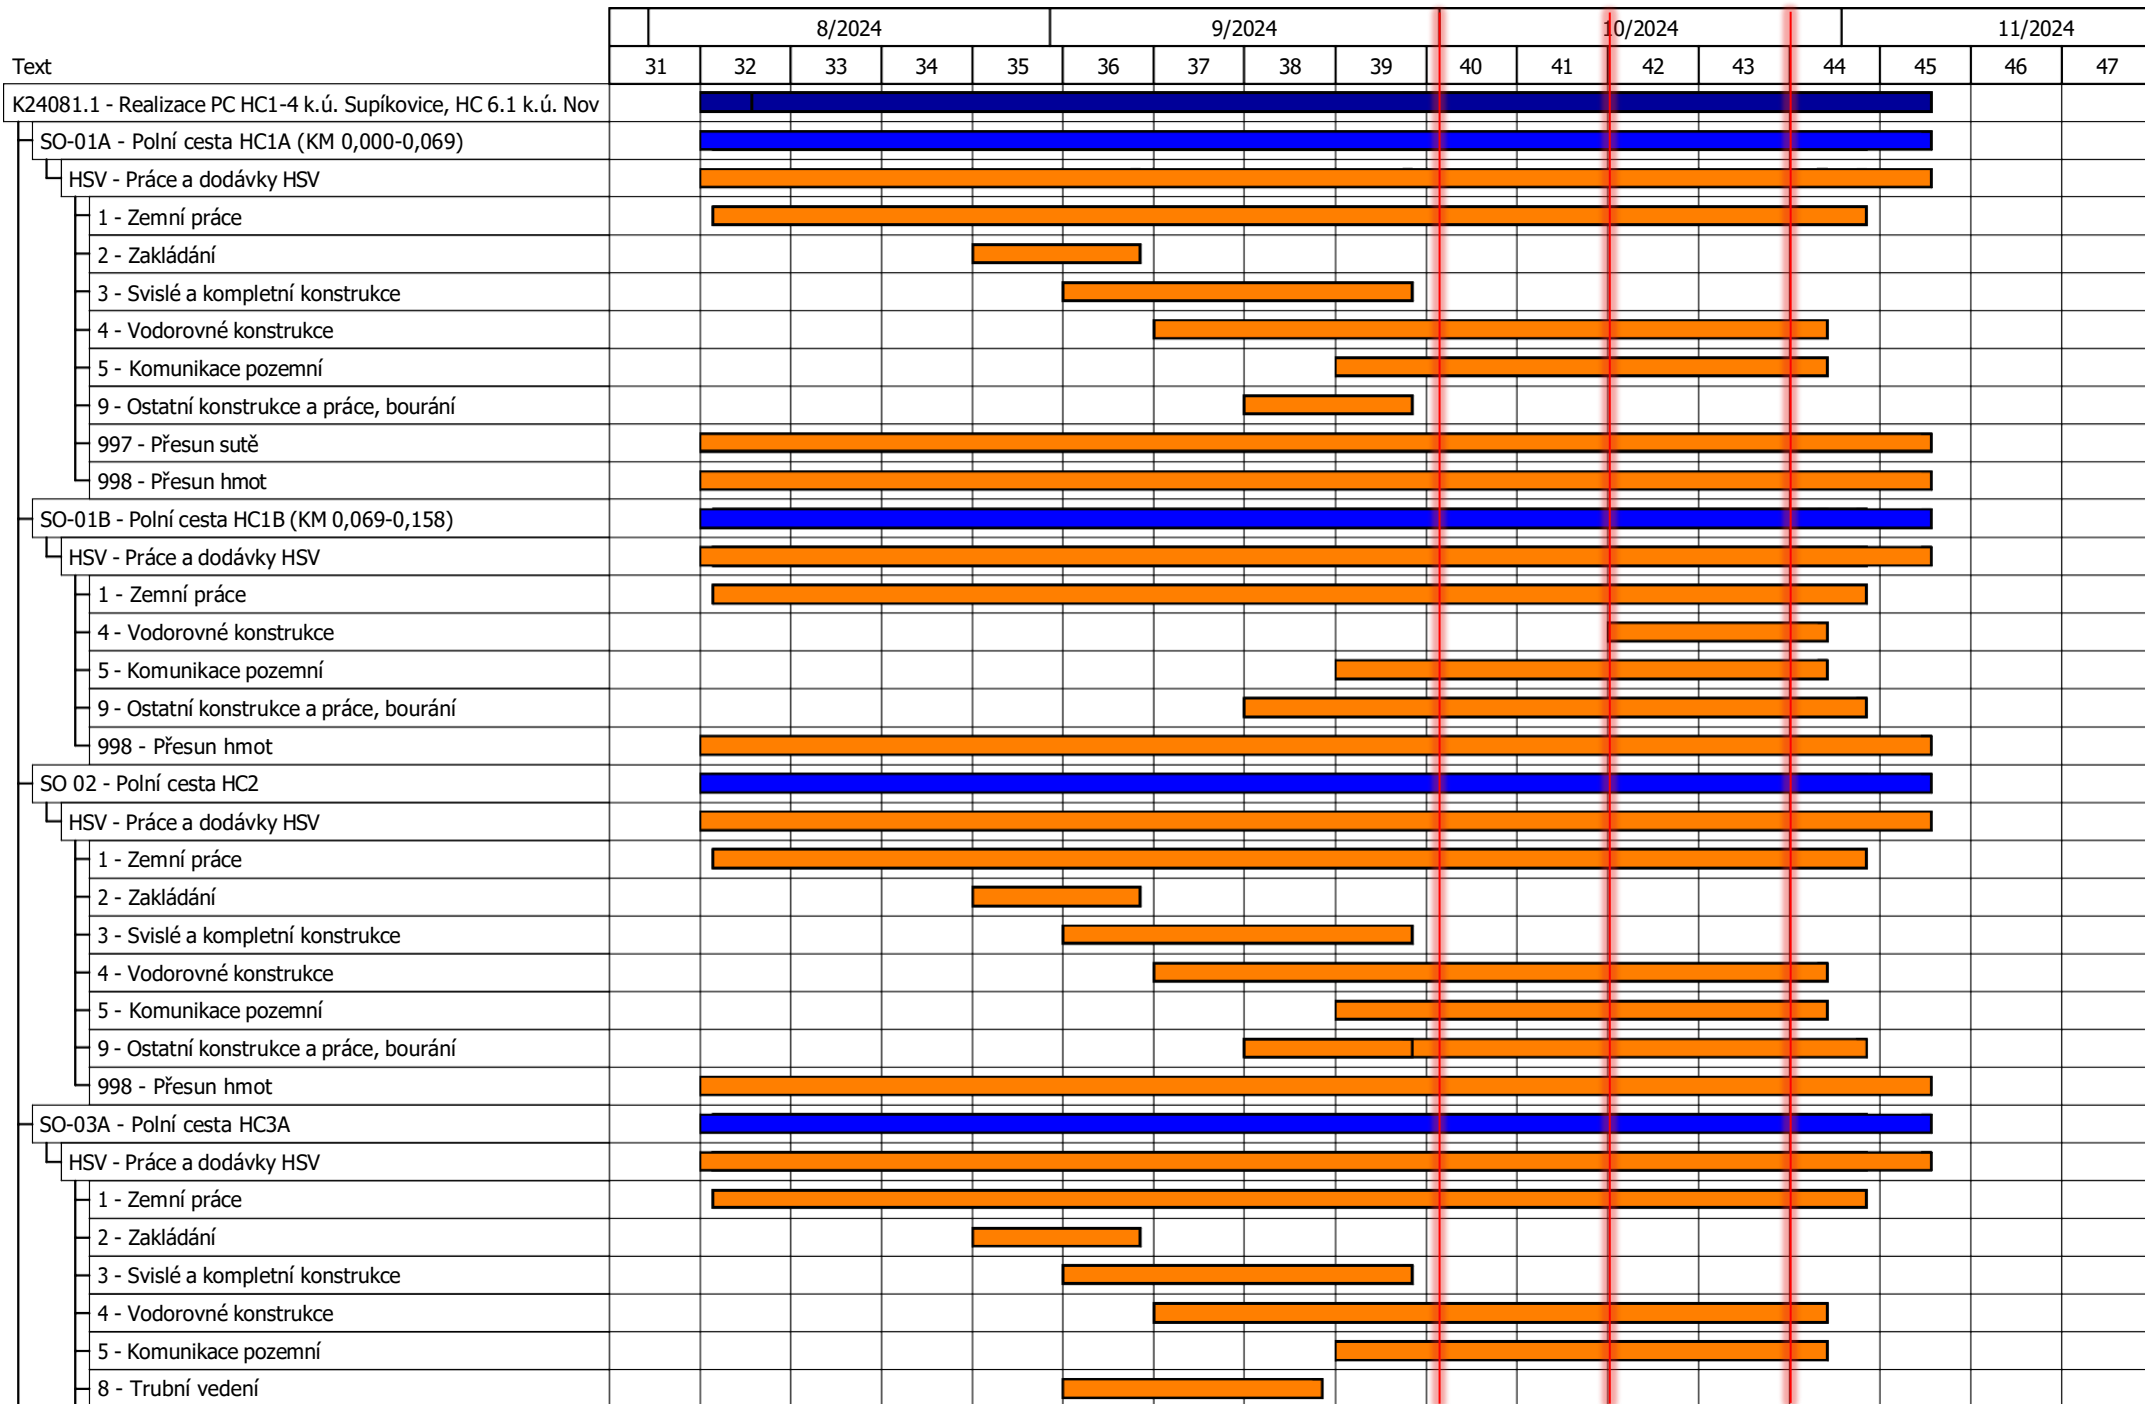 8/2024 9/2024 10/2024 11/2024
Text 31 32 33 34 35 36 37 38 39 40 41 42 43 44 45 46 47
K24081.1 - Realizace PC HC1-4 k.ú. Supíkovice, HC 6.1 k.ú. Nov
SO-01A - Polní cesta HC1A (KM 0,000-0,069)
HSV - Práce a dodávky HSV
1 - Zemní práce
2 - Zakládání
3 - Svislé a kompletní konstrukce
4 - Vodorovné konstrukce
5 - Komunikace pozemní
9 - Ostatní konstrukce a práce, bourání
997 - Přesun sutě
998 - Přesun hmot
SO-01B - Polní cesta HC1B (KM 0,069-0,158)
HSV - Práce a dodávky HSV
1 - Zemní práce
4 - Vodorovné konstrukce
5 - Komunikace pozemní
9 - Ostatní konstrukce a práce, bourání
998 - Přesun hmot
SO 02 - Polní cesta HC2
HSV - Práce a dodávky HSV
1 - Zemní práce
2 - Zakládání
3 - Svislé a kompletní konstrukce
4 - Vodorovné konstrukce
5 - Komunikace pozemní
9 - Ostatní konstrukce a práce, bourání
998 - Přesun hmot
SO-03A - Polní cesta HC3A
HSV - Práce a dodávky HSV
1 - Zemní práce
2 - Zakládání
3 - Svislé a kompletní konstrukce
4 - Vodorovné konstrukce
5 - Komunikace pozemní
8 - Trubní vedení